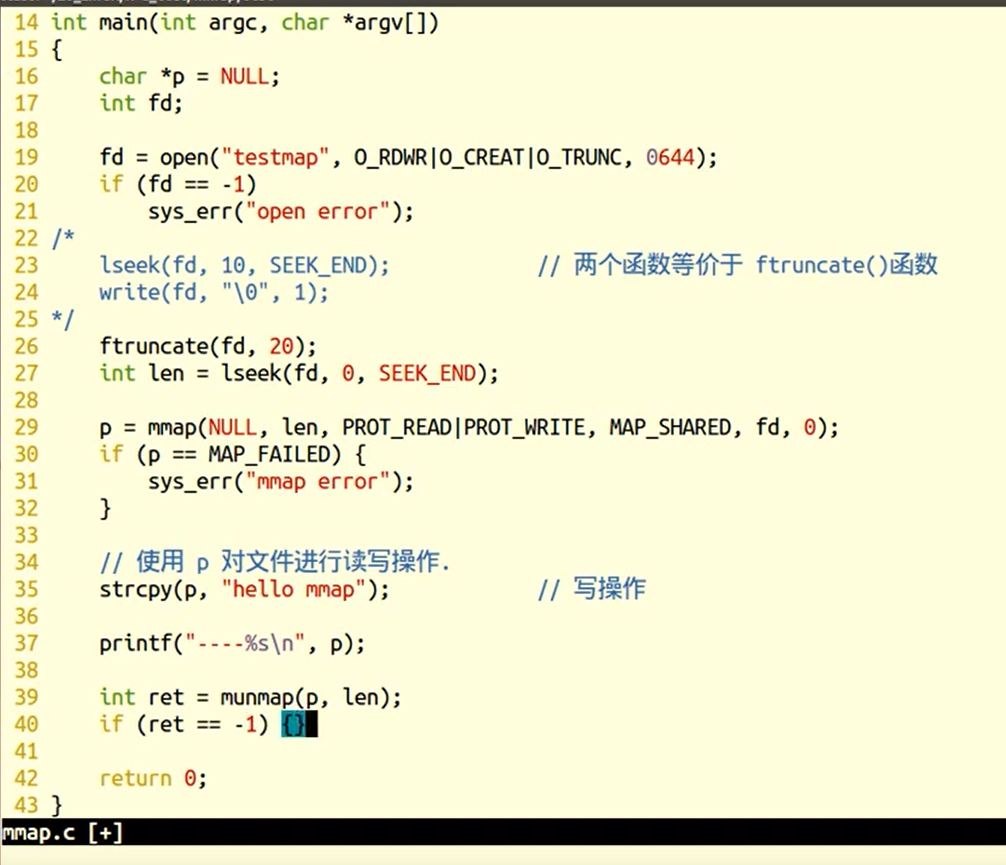 14 int main(int argc, char *argv[])
15 {
16     char *p = NULL;
17     int fd;
18
19     fd = open("testmap", O_RDWR|O_CREAT|O_TRUNC, 0644);
20     if (fd == -1)
21         sys_err("open error");
22 /*
23     lseek(fd, 10, SEEK_END);            // 两个函数等价于 ftruncate()函数
24     write(fd, "\0", 1);
25 */
26     ftruncate(fd, 20);
27     int len = lseek(fd, 0, SEEK_END);
28
29     p = mmap(NULL, len, PROT_READ|PROT_WRITE, MAP_SHARED, fd, 0);
30     if (p == MAP_FAILED) {
31         sys_err("mmap error");
32     }
33
34     // 使用 p 对文件进行读写操作.
35     strcpy(p, "hello mmap");            // 写操作
36
37     printf("----%s\n", p);
38
39     int ret = munmap(p, len);
40     if (ret == -1) {}
41
42     return 0;
43 }
mmap.c [+]